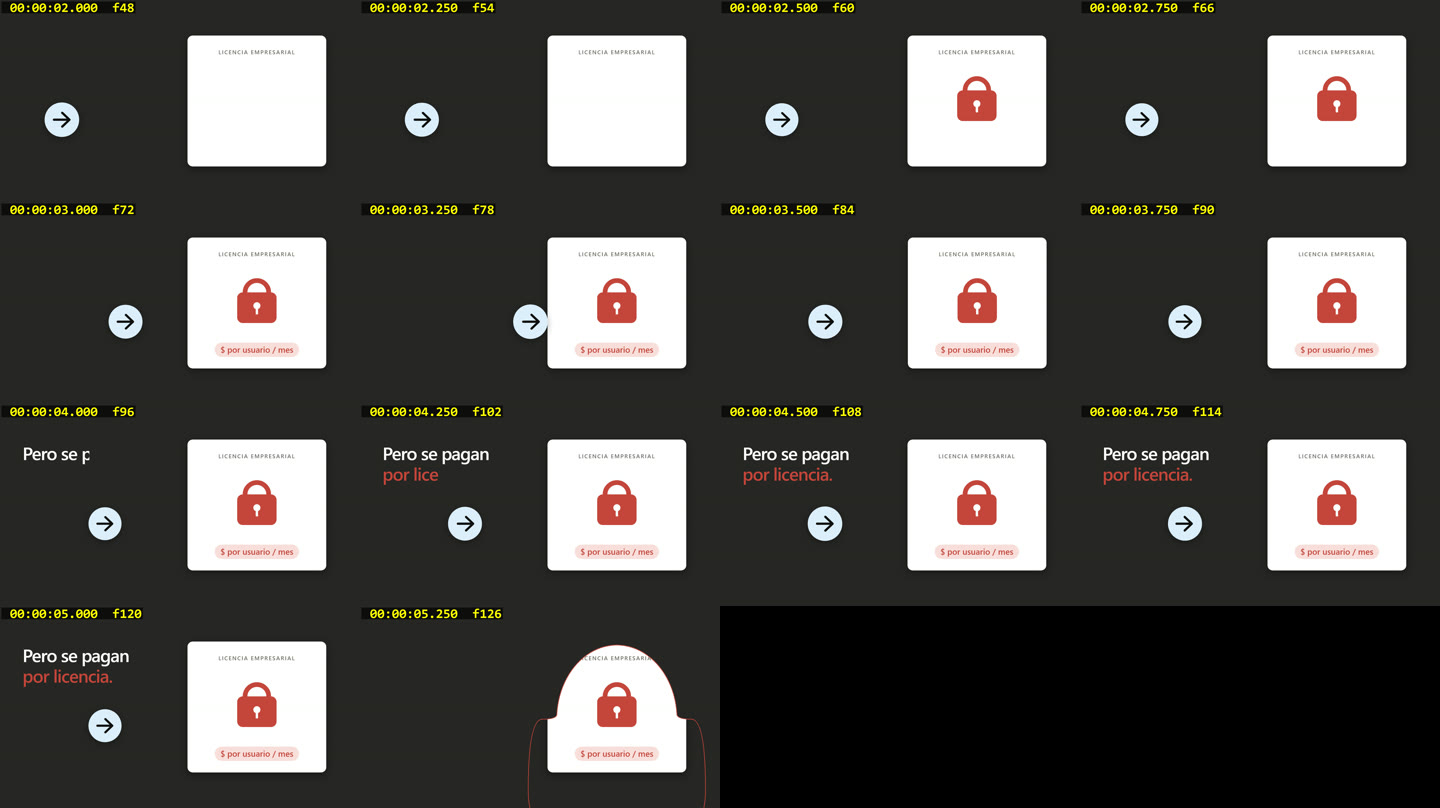 00:00:02.000 f48
LICENCIA EMPRESARIAL
00:00:02.250 f54
LICENCIA EMPRESARIAL
00:00:02.500 f60
LICENCIA EMPRESARIAL
00:00:02.750 f66
LICENCIA EMPRESARIAL
00:00:03.000 f72
LICENCIA EMPRESARIAL
$ por usuario / mes
00:00:03.250 f78
LICENCIA EMPRESARIAL
$ por usuario / mes
00:00:03.500 f84
LICENCIA EMPRESARIAL
$ por usuario / mes
00:00:03.750 f90
LICENCIA EMPRESARIAL
$ por usuario / mes
00:00:04.000 f96
Pero se p
LICENCIA EMPRESARIAL
$ por usuario / mes
00:00:04.250 f102
Pero se pagan
por lice
LICENCIA EMPRESARIAL
$ por usuario / mes
00:00:04.500 f108
Pero se pagan
por licencia.
LICENCIA EMPRESARIAL
$ por usuario / mes
00:00:04.750 f114
Pero se pagan
por licencia.
LICENCIA EMPRESARIAL
$ por usuario / mes
00:00:05.000 f120
Pero se pagan
por licencia.
LICENCIA EMPRESARIAL
$ por usuario / mes
00:00:05.250 f126
CENCIA EMPRESARIA
$ por usuario / mes